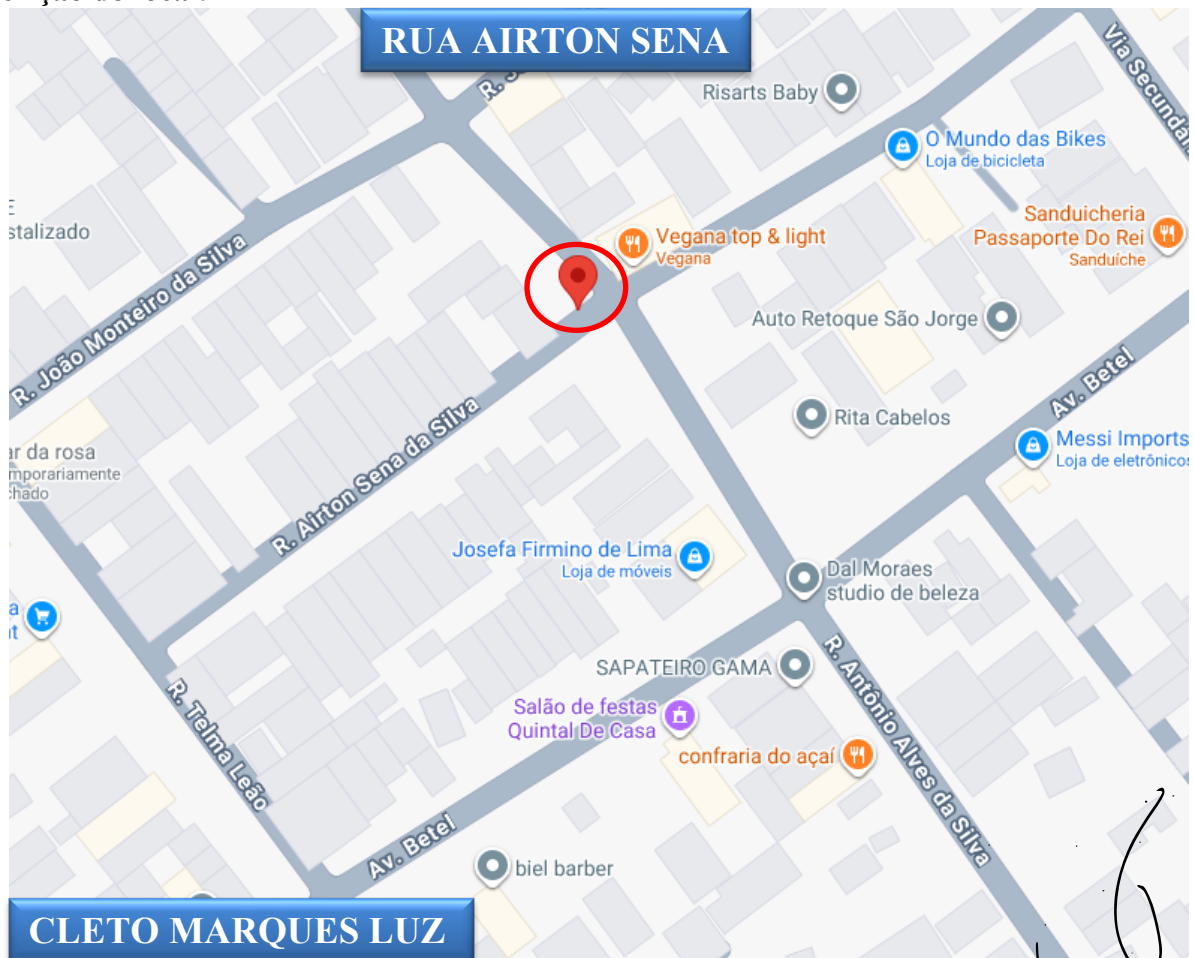 RUA AIRTON SENA
Risarts Baby
Via Secundár
O Mundo das Bikes
Loja de bicicleta
stalizado
Sanduicheria
Passaporte Do Rei
Sanduíche
Vegana top & light
Vegana
R. João Monteiro da Silva
Auto Retoque São Jorge
Av. Betel
Rita Cabelos
R. Airton Sena da Silva
ar da rosa
mporariamente
chado
Messi Imports
Loja de eletrônicos
Josefa Firmino de Lima
Loja de móveis
Dal Moraes
studio de beleza
SAPATEIRO GAMA
R. Telma Leão
Salão de festas
Quintal De Casa
R. Antônio Alves da Silva
confraria do açaí
Av. Betel
biel barber
CLETO MARQUES LUZ